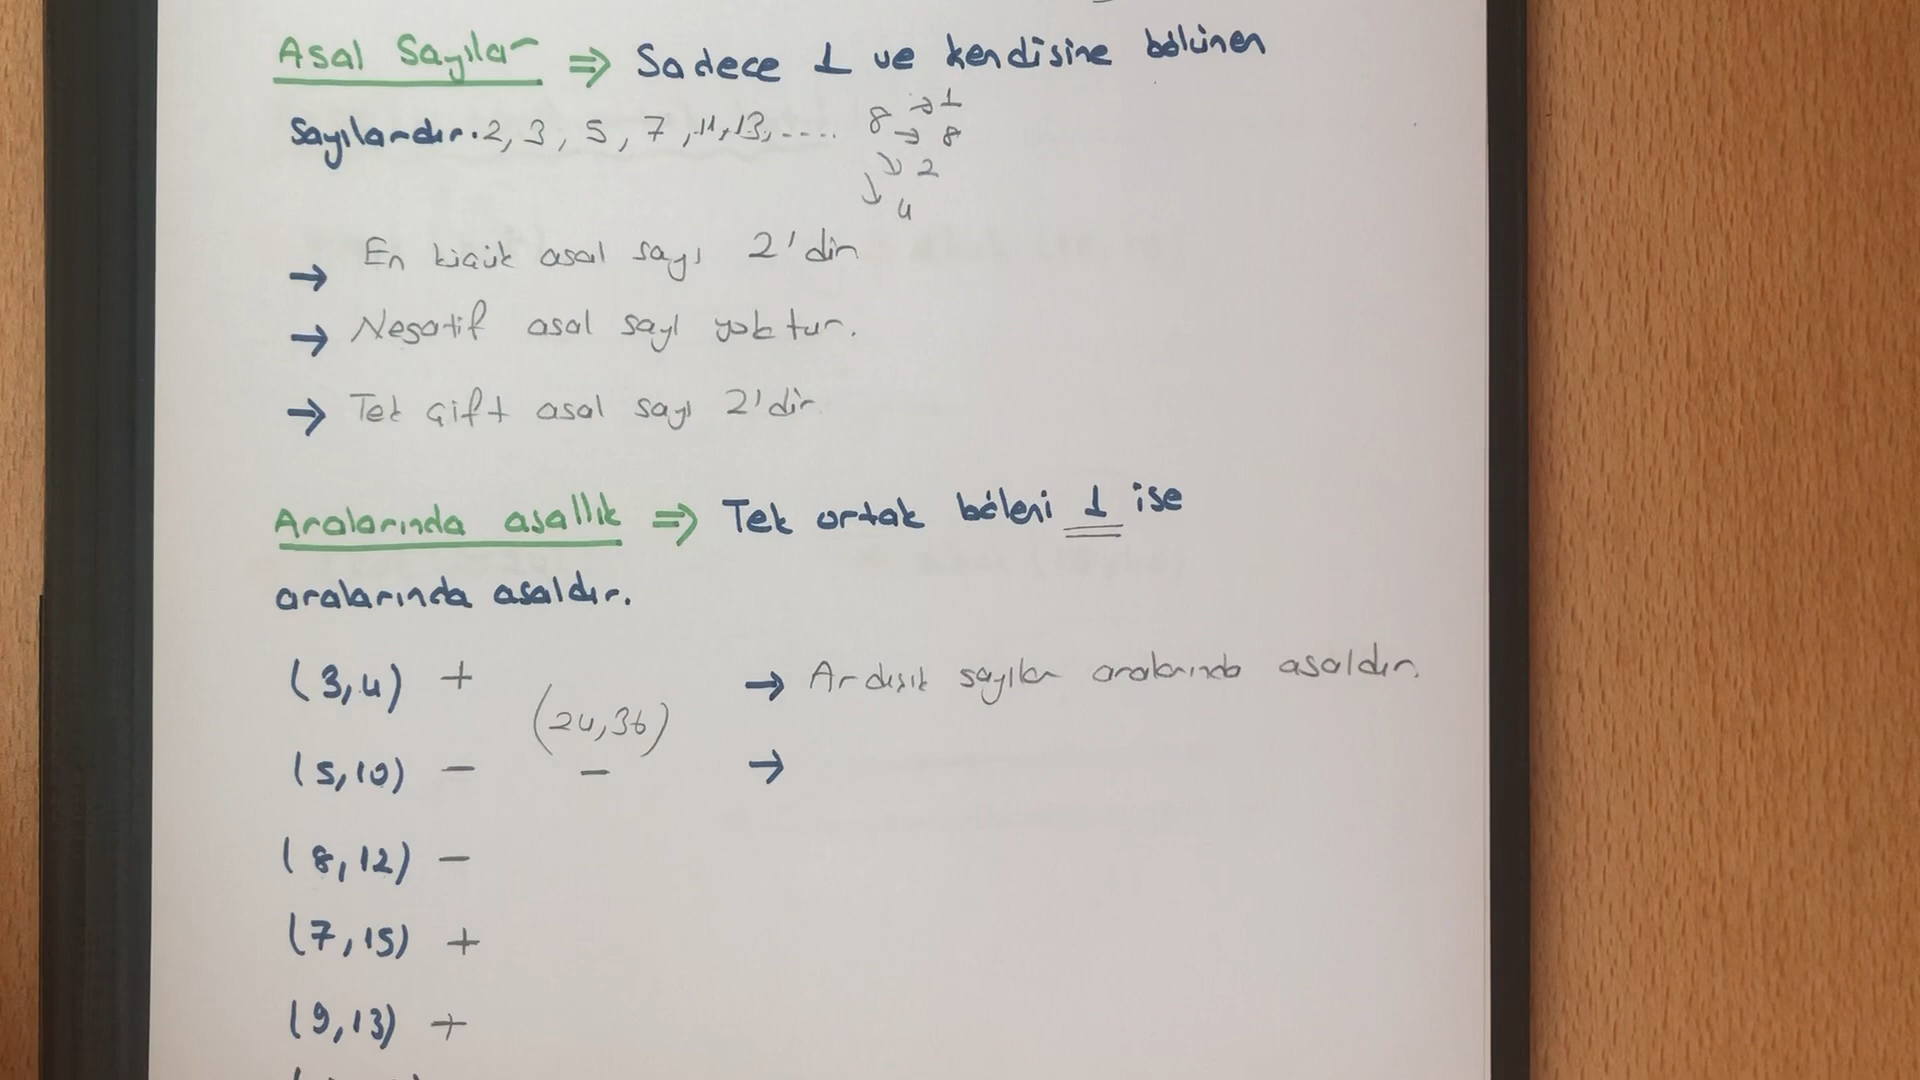 Asal Sayılar ⇒ Sadece 1 ve kendisine bölünen
sayılardır. 2, 3, 5, 7, 11, 13, ....
8 → 1
→ 8
↘ 2
↓ 4
→ En küçük asal sayı 2'dir
→ Negatif asal sayı yoktur.
→ Tek çift asal sayı 2'dir
Aralarında asallık ⇒ Tek ortak böleni 1 ise
aralarında asaldır.
(3,4) +
(5,10) −
(8,12) −
(7,15) +
(9,13) +
(24,36)
−
→ Ardışık sayılar aralarında asaldır.
→